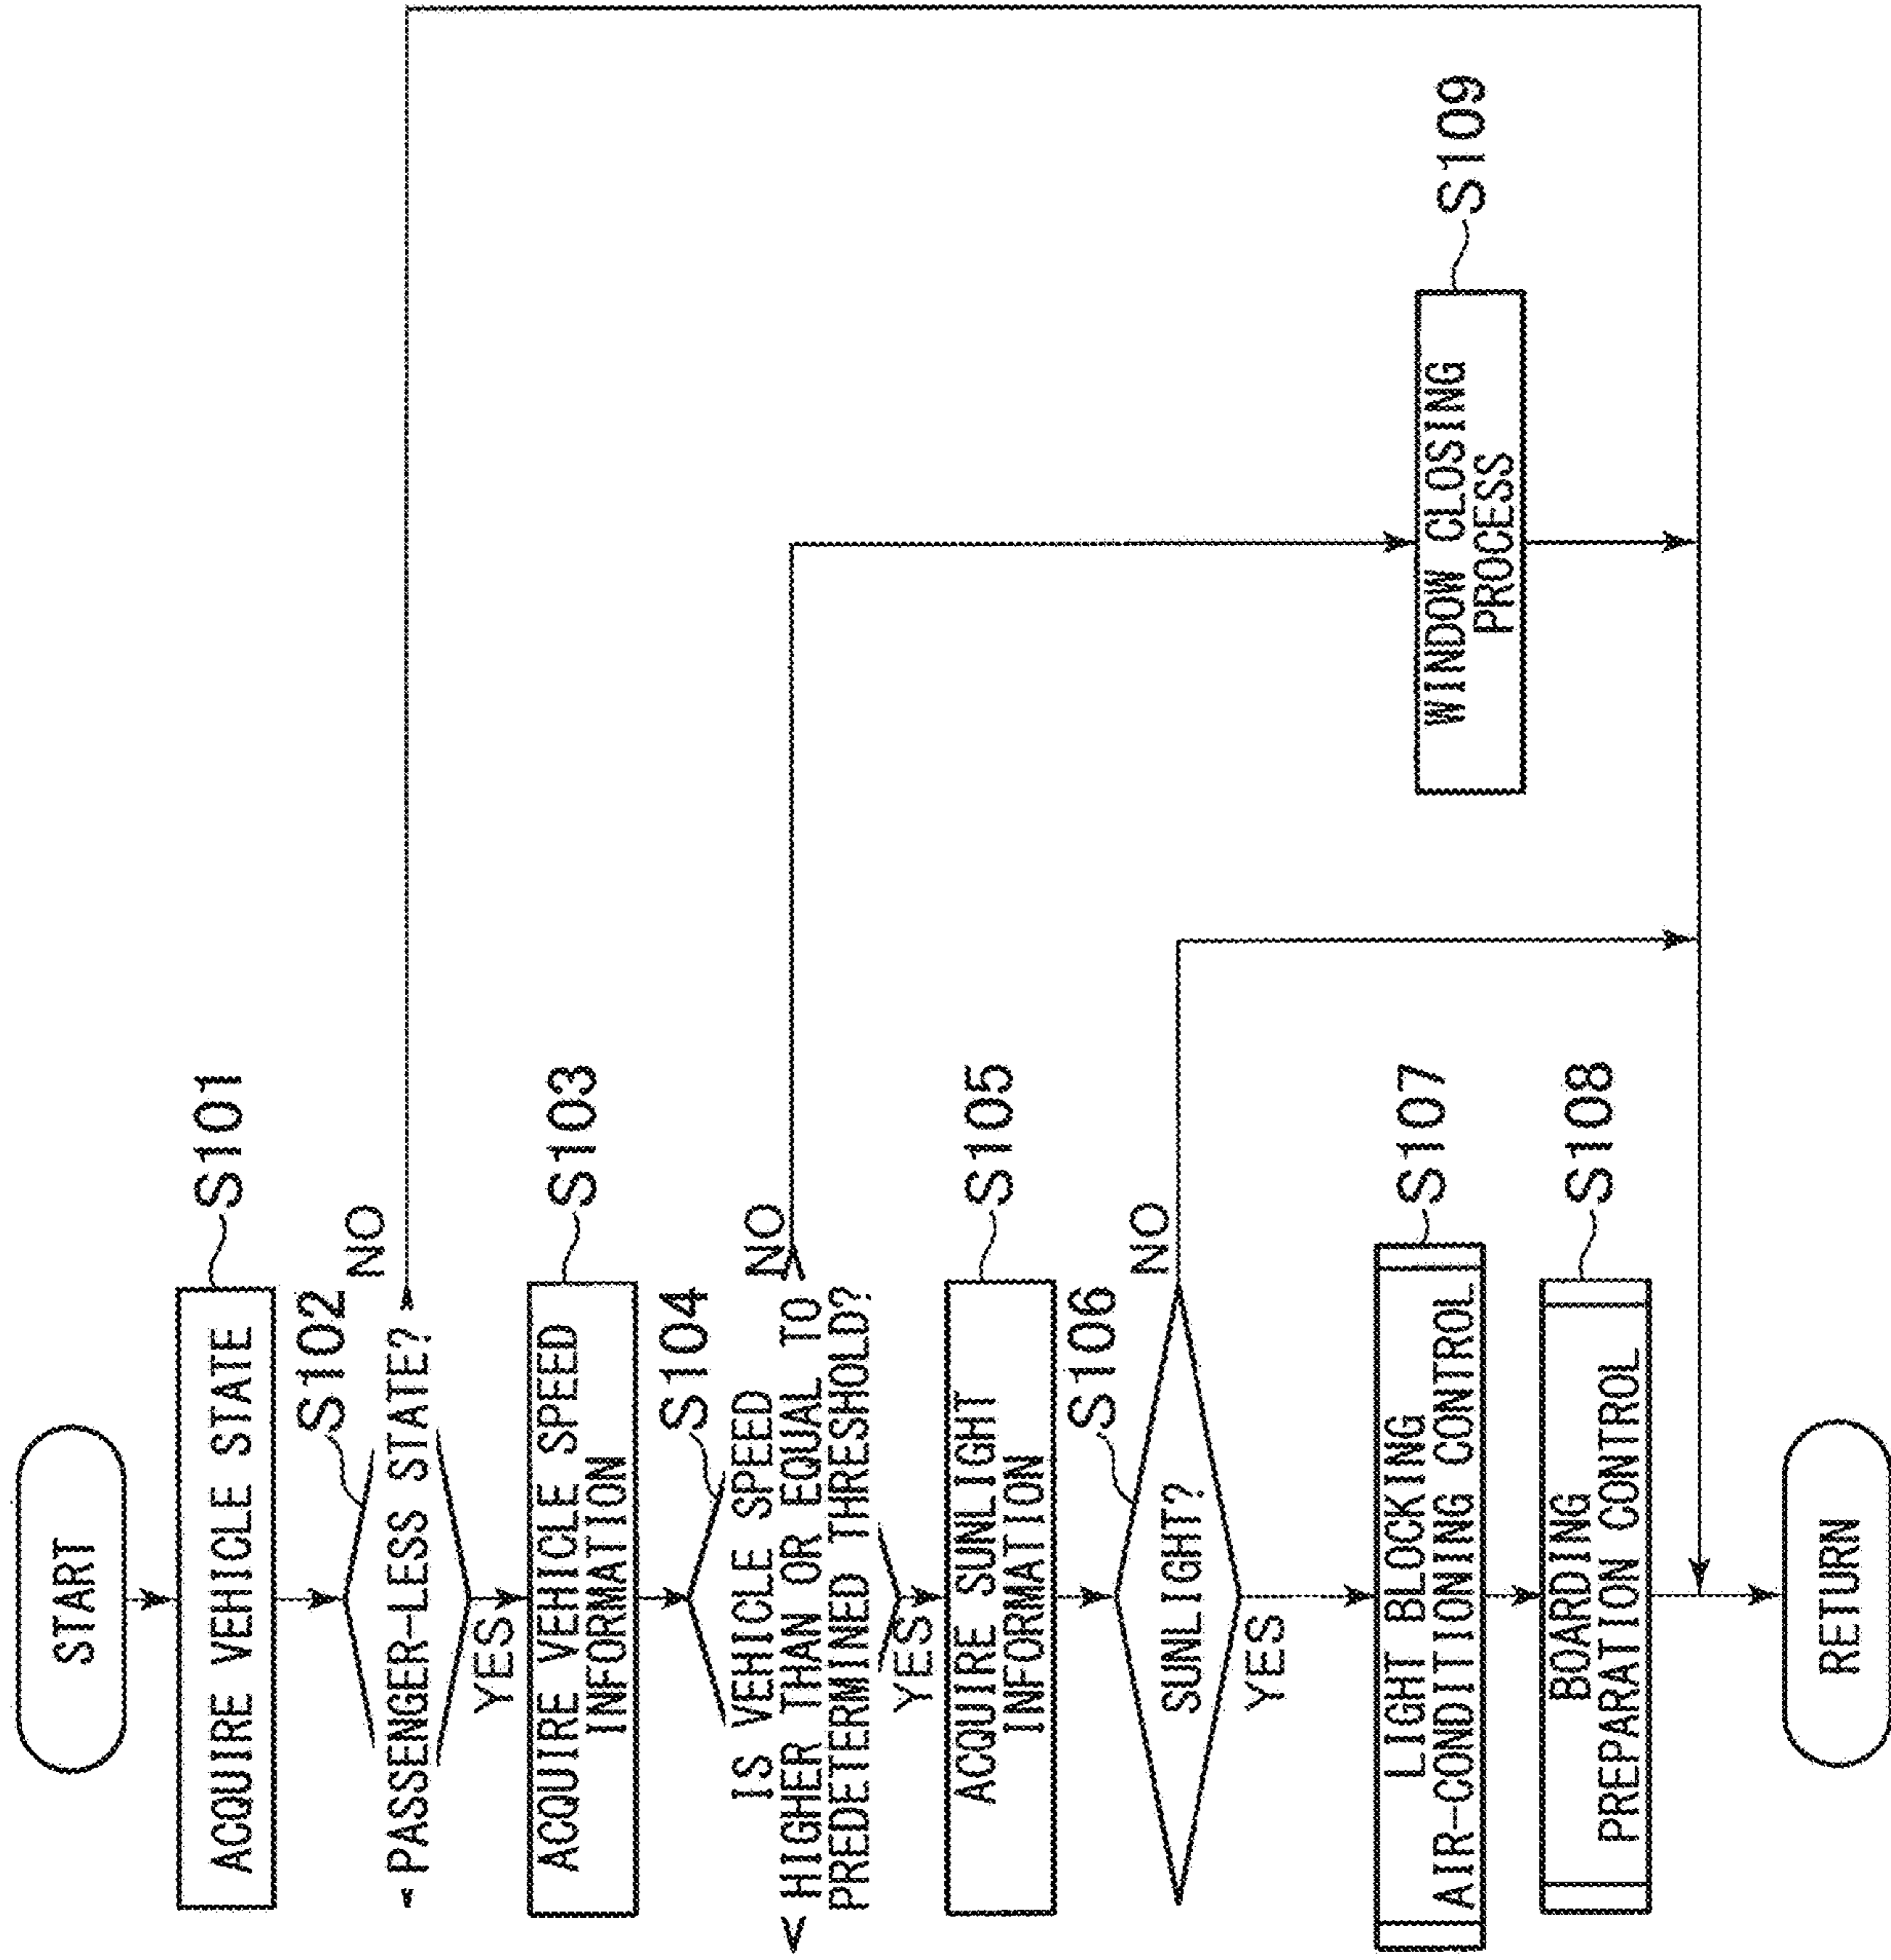 START
ACQUIRE VEHICLE STATE
S101
S102
PASSENGER-LESS STATE?
NO
YES
ACQUIRE VEHICLE SPEED
INFORMATION
S103
S104
IS VEHICLE SPEED
HIGHER THAN OR EQUAL TO
PREDETERMINED THRESHOLD?
NO
YES
ACQUIRE SUNLIGHT
INFORMATION
S105
S106
SUNLIGHT?
NO
YES
LIGHT BLOCKING
AIR-CONDITIONING CONTROL
S107
BOARDING
PREPARATION CONTROL
S108
WINDOW CLOSING
PROCESS
S109
RETURN